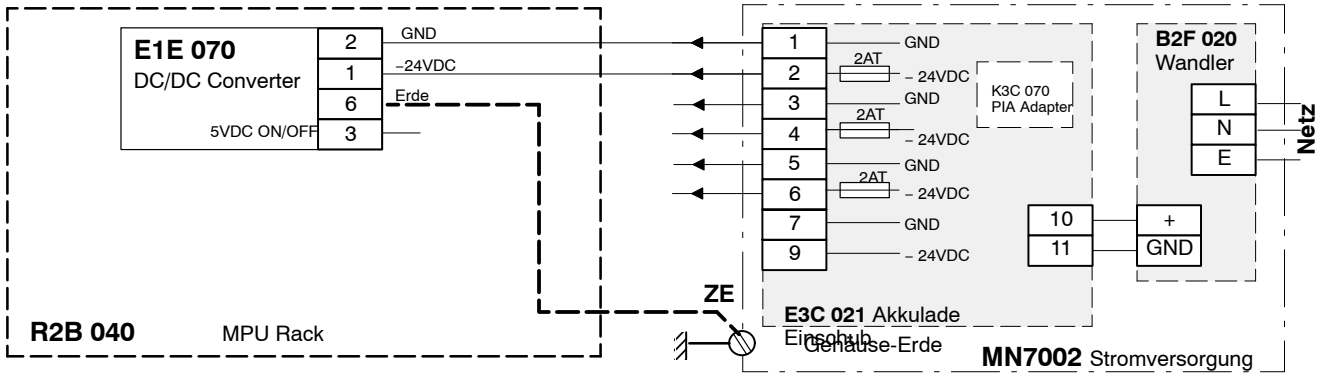 E1E 070
DC/DC Converter
5VDC ON/OFF
2
1
6
3
GND
−24VDC
Erde
R2B 040 MPU Rack
ZE
1
2
3
4
5
6
7
9
GND
2AT
− 24VDC
GND
2AT
− 24VDC
GND
2AT
− 24VDC
GND
− 24VDC
K3C 070
PIA Adapter
10
11
E3C 021 Akkulade
Einschub
Gehäuse-Erde
B2F 020
Wandler
L
N
E
Netz
+
GND
MN7002 Stromversorgung